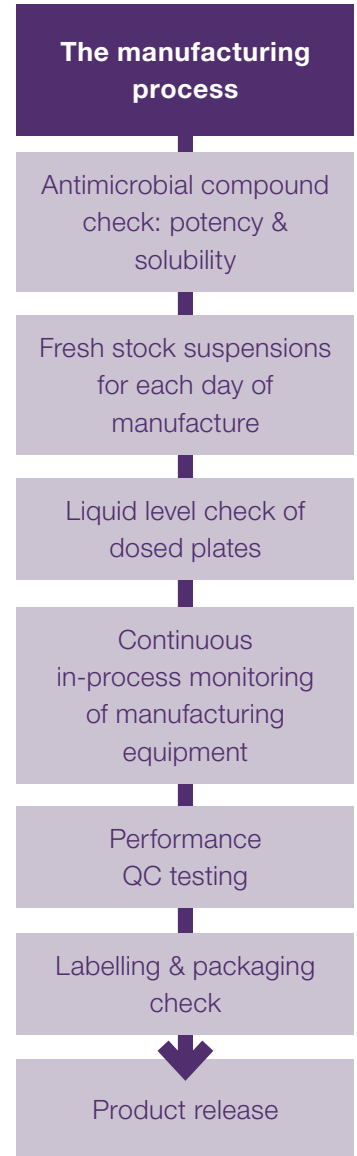 The manufacturing
process
Antimicrobial compound
check: potency &
solubility
Fresh stock suspensions
for each day of
manufacture
Liquid level check of
dosed plates
Continuous
in-process monitoring
of manufacturing
equipment
Performance
QC testing
Labelling & packaging
check
Product release